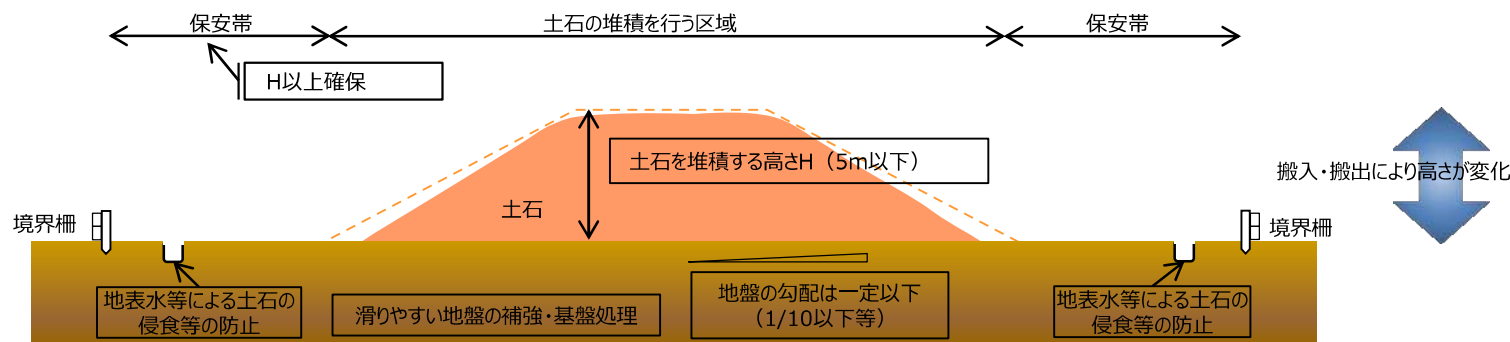 保安帯
土石の堆積を行う区域
保安帯
H以上確保
土石を堆積する高さH（5m以下）
搬入・搬出により高さが変化
土石
境界柵
境界柵
地表水等による土石の
侵食等の防止
滑りやすい地盤の補強・基盤処理
地盤の勾配は一定以下
（1/10以下等）
地表水等による土石の
侵食等の防止